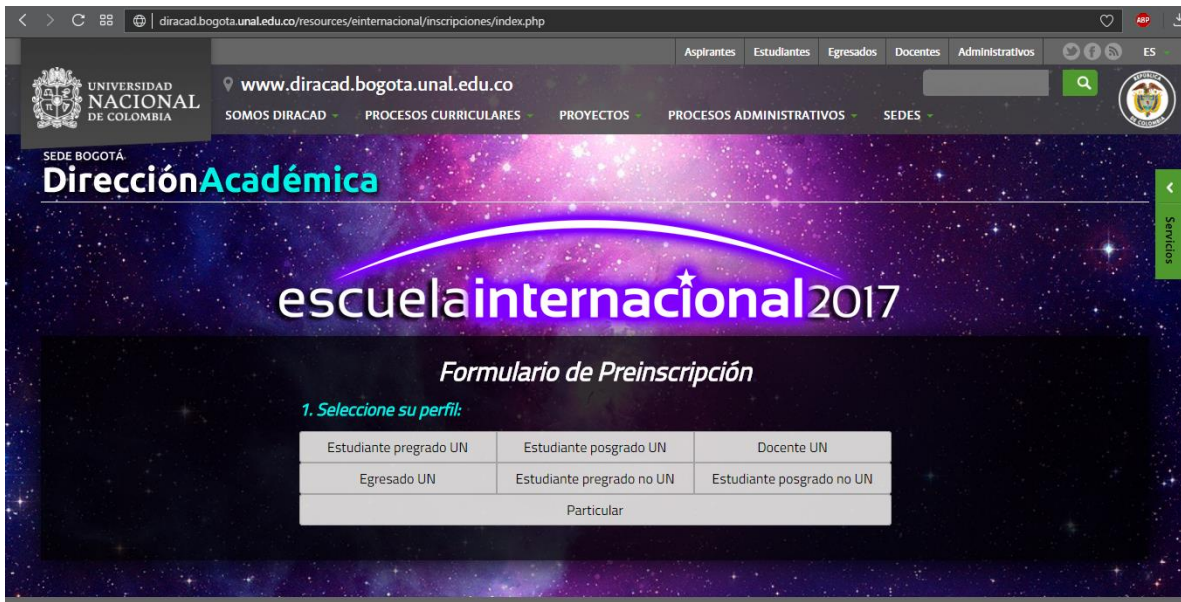 diracad.bogota.unal.edu.co/resources/einternacional/inscripciones/index.php
ABP
Aspirantes Estudiantes Egresados Docentes Administrativos ES
UNIVERSIDAD
NACIONAL
DE COLOMBIA
www.diracad.bogota.unal.edu.co
SOMOS DIRACAD PROCESOS CURRICULARES PROYECTOS PROCESOS ADMINISTRATIVOS SEDES
SEDE BOGOTÁ
DirecciónAcadémica
Servicios
escuelainternacional2017
Formulario de Preinscripción
1. Seleccione su perfil:
Estudiante pregrado UN Estudiante posgrado UN Docente UN
Egresado UN Estudiante pregrado no UN Estudiante posgrado no UN
Particular